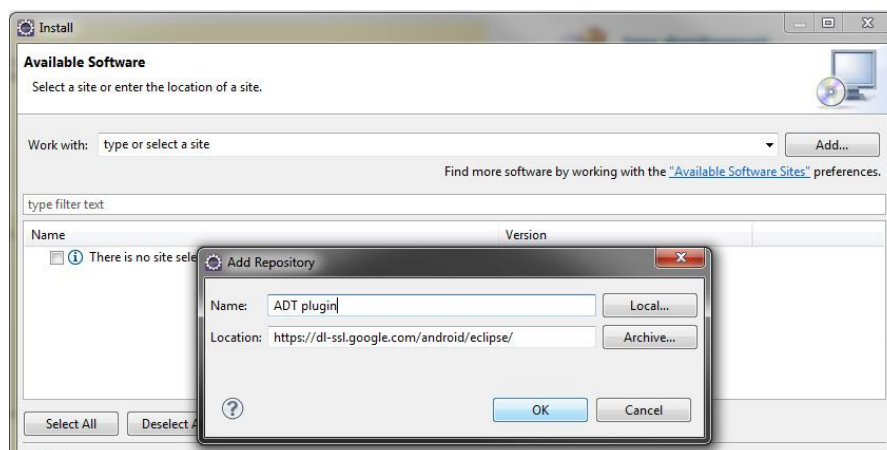 Install
Available Software
Select a site or enter the location of a site.
Work with: type or select a site Add...
Find more software by working with the "Available Software Sites" preferences.
type filter text
Name Version
There is no site sele
Add Repository
Name: ADT plugin Local...
Location: https://dl-ssl.google.com/android/eclipse/ Archive...
? OK Cancel
Select All Deselect A